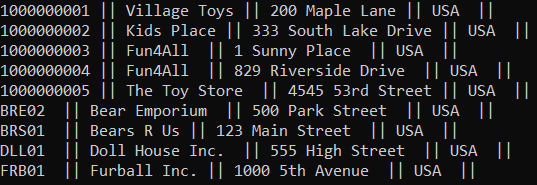 1000000001 || Village Toys || 200 Maple Lane || USA  ||
1000000002 || Kids Place || 333 South Lake Drive || USA  ||
1000000003 || Fun4All  || 1 Sunny Place  || USA  ||
1000000004 || Fun4All  || 829 Riverside Drive  || USA  ||
1000000005 || The Toy Store  || 4545 53rd Street || USA  ||
BRE02  || Bear Emporium  || 500 Park Street  || USA  ||
BRS01  || Bears R Us || 123 Main Street  || USA  ||
DLL01  || Doll House Inc.  || 555 High Street  || USA  ||
FRB01  || Furball Inc. || 1000 5th Avenue  || USA  ||